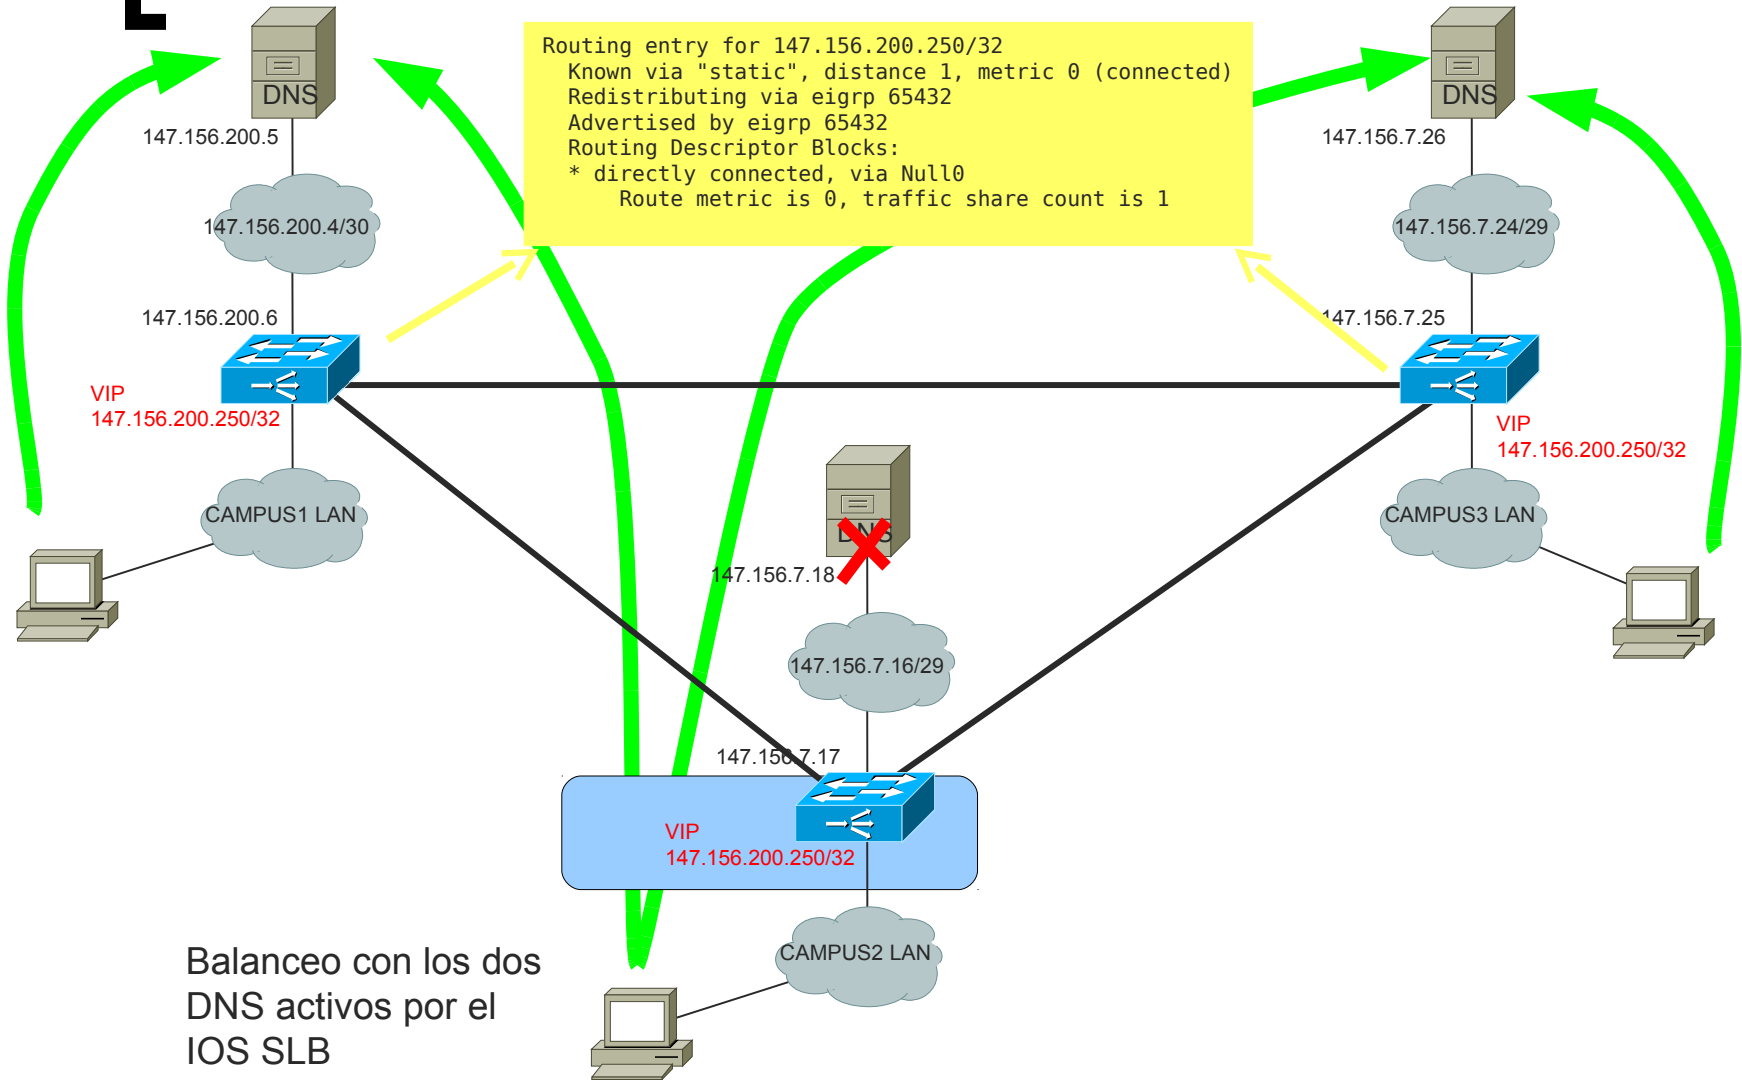 Routing entry for 147.156.200.250/32
Known via "static", distance 1, metric 0 (connected)
Redistributing via eigrp 65432
Advertised by eigrp 65432
Routing Descriptor Blocks:
* directly connected, via Null0
Route metric is 0, traffic share count is 1
DNS
147.156.200.5
147.156.200.4/30
147.156.200.6
VIP
147.156.200.250/32
CAMPUS1 LAN
DNS
147.156.7.26
147.156.7.24/29
147.156.7.25
VIP
147.156.200.250/32
CAMPUS3 LAN
DNS
147.156.7.18
147.156.7.16/29
147.156.7.17
VIP
147.156.200.250/32
CAMPUS2 LAN
Balanceo con los dos
DNS activos por el
IOS SLB